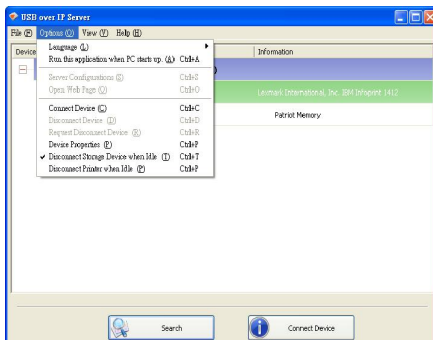 USB over IP Server
File (F) Options (O) View (V) Help (H)
Device Information
Language (L)
Run this application when PC starts up. (A) Ctrl+A
Server Configurations (S) Ctrl+S
Open Web Page (O) Ctrl+O
Lexmark International, Inc. IBM Infoprint 1412
Connect Device (C) Ctrl+C
Patriot Memory
Disconnect Device (D) Ctrl+D
Request Disconnect Device (R) Ctrl+R
Device Properties (P) Ctrl+P
Disconnect Storage Device when Idle (T) Ctrl+T
Disconnect Printer when Idle (P) Ctrl+P
Search Connect Device